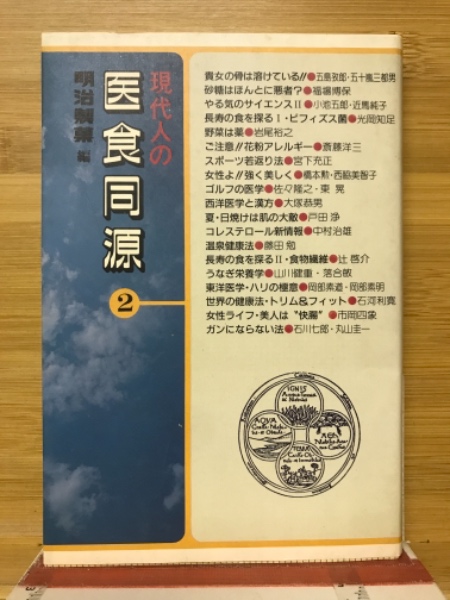 現代人の
医食同源
2
明治製菓 編
貴女の骨は溶けている!!●五島孜郎・五十嵐三都男
砂糖はほんとに悪者?●福場博保
やる気のサイエンスII●小池五郎・近馬純子
長寿の食を探るI・ビフィズス菌●光岡知足
野菜は薬●岩尾裕之
ご注意!!花粉アレルギー●斎藤洋三
スポーツ若返り法●宮下充正
女性よ!!強く美しく●橋本勲・西脇美智子
ゴルフの医学●佐々隆之・東 晃
西洋医学と漢方●大塚恭男
夏・日焼けは肌の大敵●戸田 浄
コレステロール新情報●中村治雄
温泉健康法●藤田 勉
長寿の食を探るII・食物繊維●辻 啓介
うなぎ栄養学●山川健重・落合敏
東洋医学・ハリの極意●岡部素道・岡部素明
世界の健康法・トリム&フィット●石河利寛
女性ライフ・美人は“快腸”●市岡四象
ガンにならない法●石川七郎・丸山圭一
IGNIS
AQUA
AER
TERRA